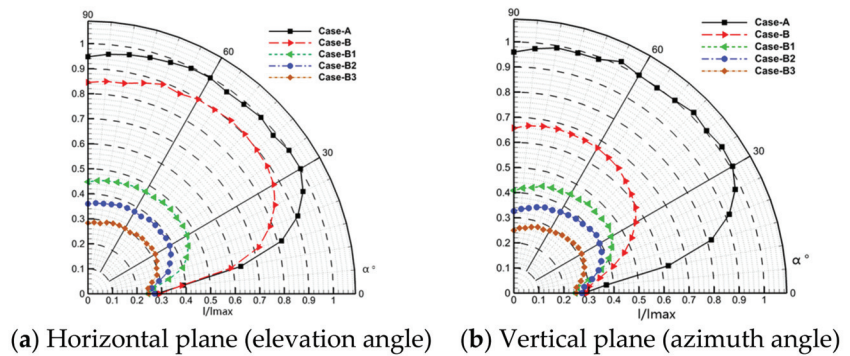 90
1
0.9
0.8
0.7
0.6
0.5
0.4
0.3
0.2
0.1
0
60
30
α°
0
0 0.1 0.2 0.3 0.4 0.5 0.6 0.7 0.8 0.9 1
I/Imax
Case-A
Case-B
Case-B1
Case-B2
Case-B3
(a) Horizontal plane (elevation angle)
90
1
0.9
0.8
0.7
0.6
0.5
0.4
0.3
0.2
0.1
0
60
30
α°
0
0 0.1 0.2 0.3 0.4 0.5 0.6 0.7 0.8 0.9 1
I/Imax
Case-A
Case-B
Case-B1
Case-B2
Case-B3
(b) Vertical plane (azimuth angle)